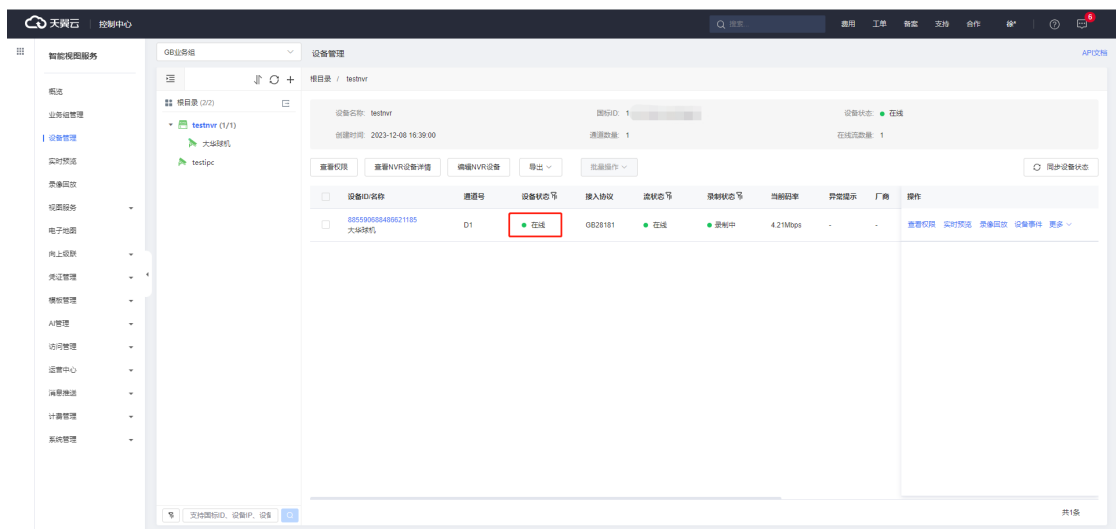 天翼云 控制中心 搜索... 费用 工单 备案 支持 合作 徐* 6
智能视图服务
概览
业务组管理
设备管理
实时预览
录像回放
视图服务
电子地图
向上级联
凭证管理
模板管理
AI管理
访问管理
运营中心
消息推送
计量管理
系统管理
GB业务组
根目录 (2/2)
testnvr (1/1)
大华球机
testipc
支持国标ID、设备IP、设备
设备管理 API文档
根目录 / testnvr
设备名称: testnvr 国标ID: 1 设备状态: 在线
创建时间: 2023-12-08 16:39:00 通道数量: 1 在线流数量: 1
查看权限 查看NVR设备详情 编辑NVR设备 导出 批量操作 同步设备状态
设备ID/名称 通道号 设备状态 接入协议 流状态 录制状态 当前码率 异常提示 厂商 操作
885590688486621185
大华球机 D1 在线 GB28181 在线 录制中 4.21Mbps - - 查看权限 实时预览 录像回放 设备事件 更多
共1条